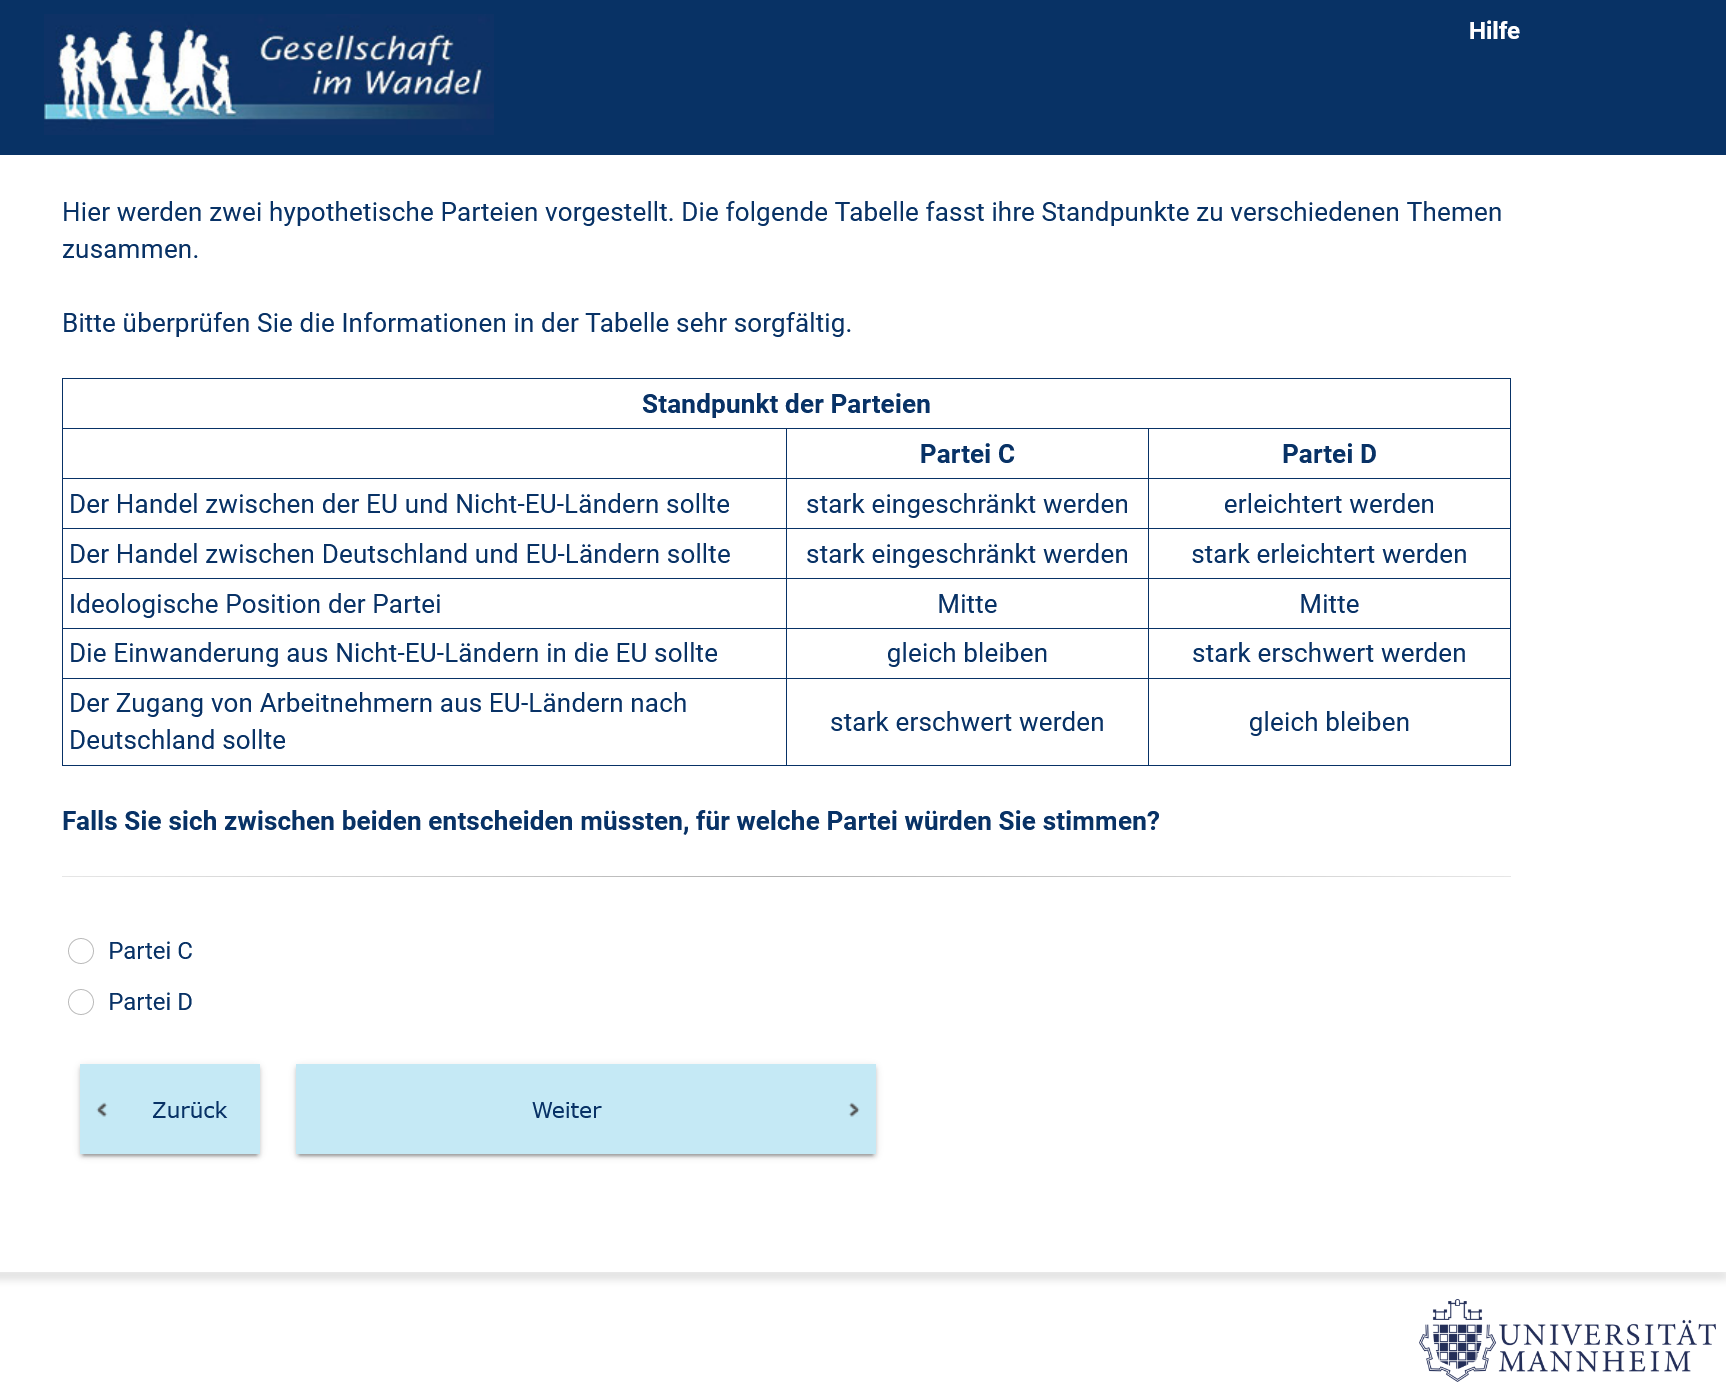 Gesellschaft
im Wandel
Hilfe
Hier werden zwei hypothetische Parteien vorgestellt. Die folgende Tabelle fasst ihre Standpunkte zu verschiedenen Themen
zusammen.
Bitte überprüfen Sie die Informationen in der Tabelle sehr sorgfältig.
Standpunkt der Parteien
Partei C Partei D
Der Handel zwischen der EU und Nicht-EU-Ländern sollte stark eingeschränkt werden erleichtert werden
Der Handel zwischen Deutschland und EU-Ländern sollte stark eingeschränkt werden stark erleichtert werden
Ideologische Position der Partei Mitte Mitte
Die Einwanderung aus Nicht-EU-Ländern in die EU sollte gleich bleiben stark erschwert werden
Der Zugang von Arbeitnehmern aus EU-Ländern nach
Deutschland sollte stark erschwert werden gleich bleiben
Falls Sie sich zwischen beiden entscheiden müssten, für welche Partei würden Sie stimmen?
Partei C
Partei D
Zurück Weiter
UNIVERSITÄT
MANNHEIM